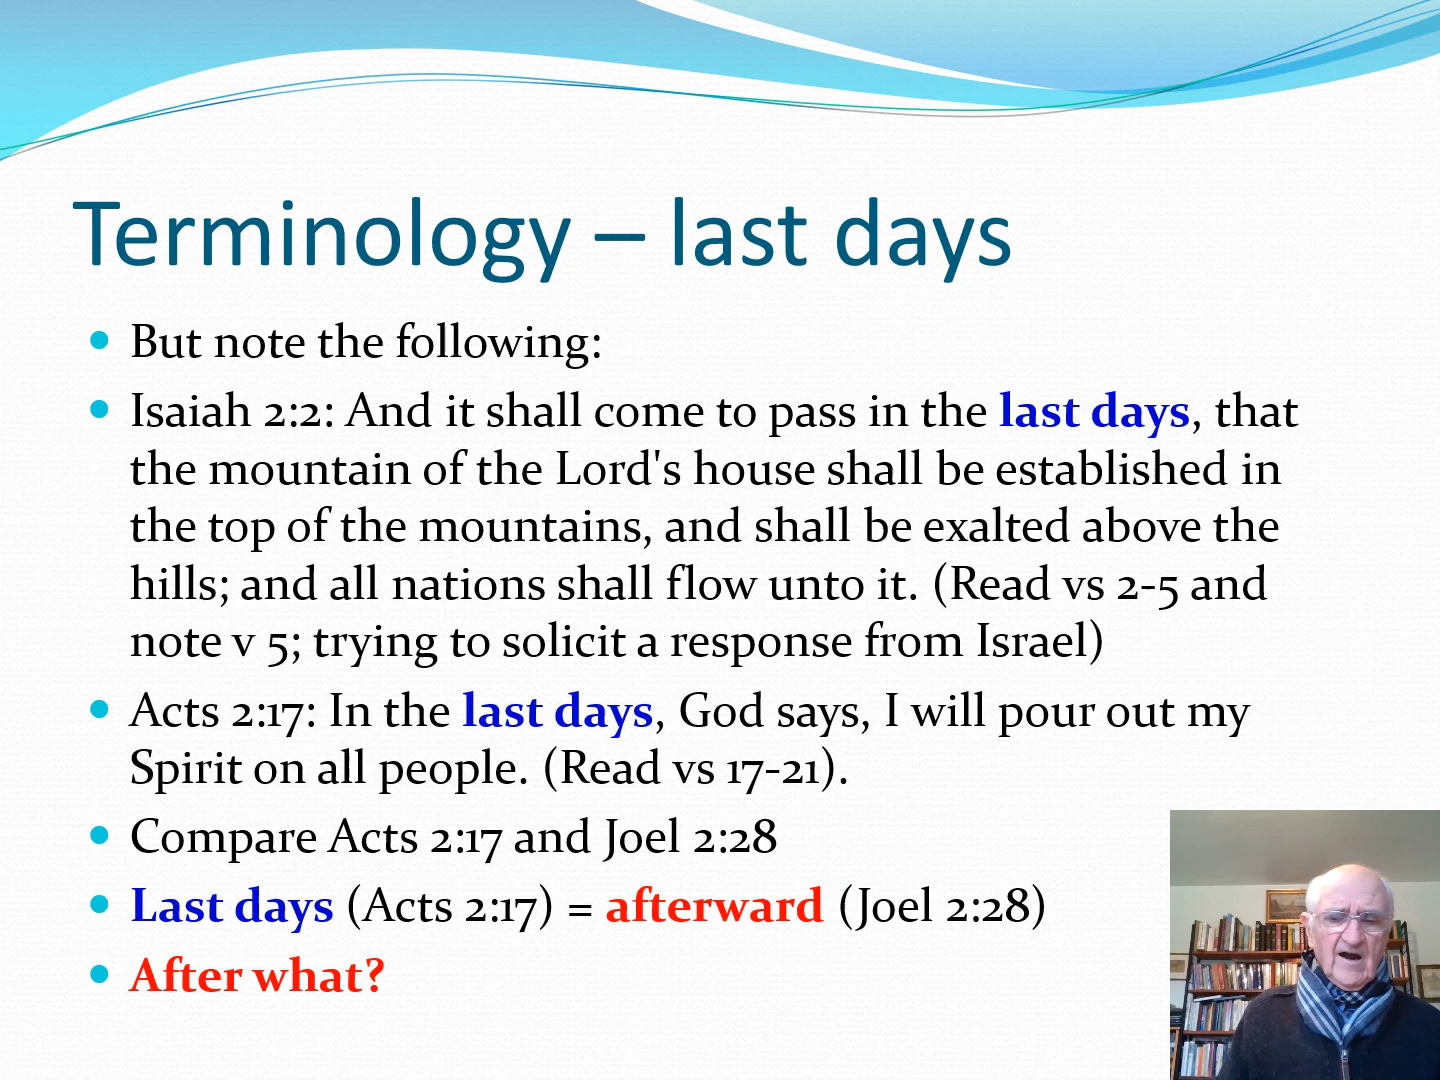 Terminology – last days
But note the following:
Isaiah 2:2: And it shall come to pass in the last days, that
the mountain of the Lord's house shall be established in
the top of the mountains, and shall be exalted above the
hills; and all nations shall flow unto it. (Read vs 2-5 and
note v 5; trying to solicit a response from Israel)
Acts 2:17: In the last days, God says, I will pour out my
Spirit on all people. (Read vs 17-21).
Compare Acts 2:17 and Joel 2:28
Last days (Acts 2:17) = afterward (Joel 2:28)
After what?